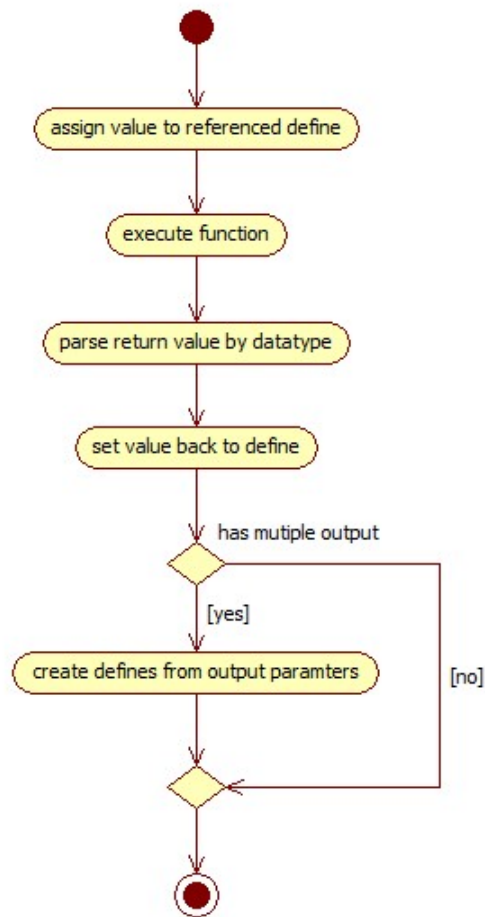 assign value to referenced define
execute function
parse return value by datatype
set value back to define
has mutiple output
[yes]
create defines from output paramters
[no]